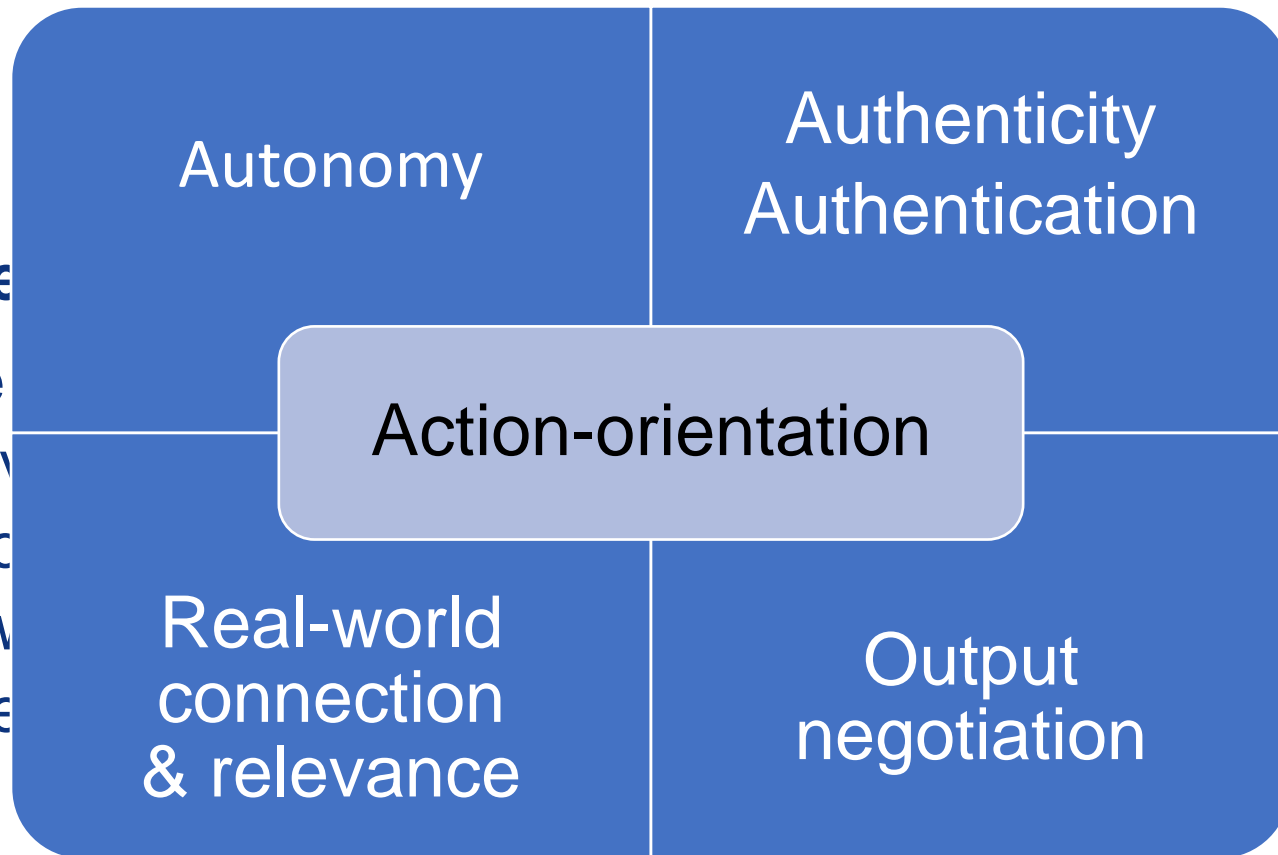 Autonomy
Authenticity
Authentication
Action-orientation
Real-world
connection
& relevance
Output
negotiation